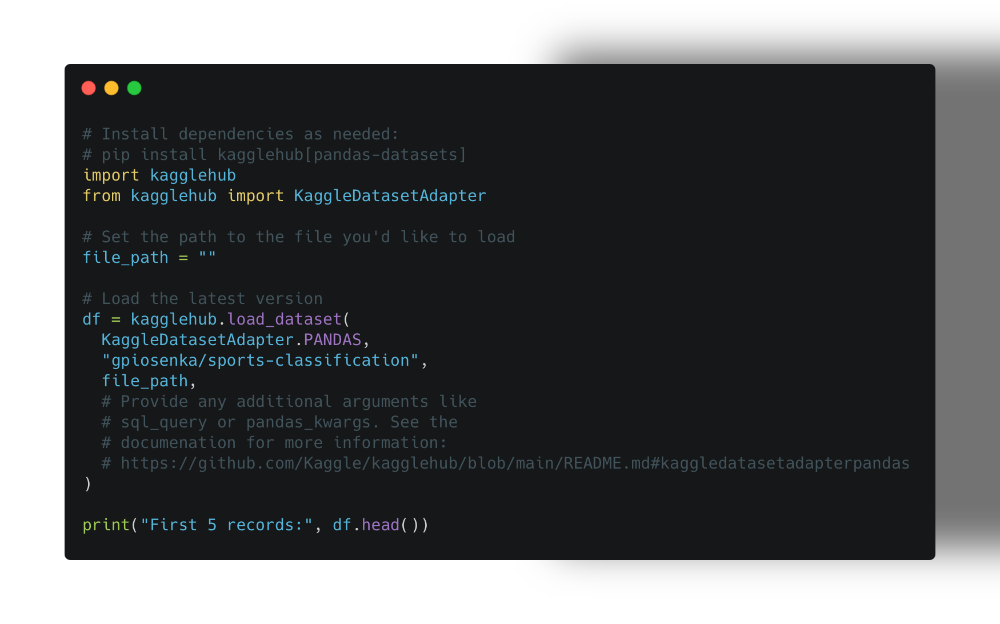 # Install dependencies as needed:
# pip install kagglehub[pandas-datasets]
import kagglehub
from kagglehub import KaggleDatasetAdapter
# Set the path to the file you'd like to load
file_path = ""
# Load the latest version
df = kagglehub.load_dataset(
  KaggleDatasetAdapter.PANDAS,
  "gpiosenka/sports-classification",
  file_path,
  # Provide any additional arguments like
  # sql_query or pandas_kwargs. See the
  # documenation for more information:
  # https://github.com/Kaggle/kagglehub/blob/main/README.md#kaggledatasetadapterpandas
)
print("First 5 records:", df.head())